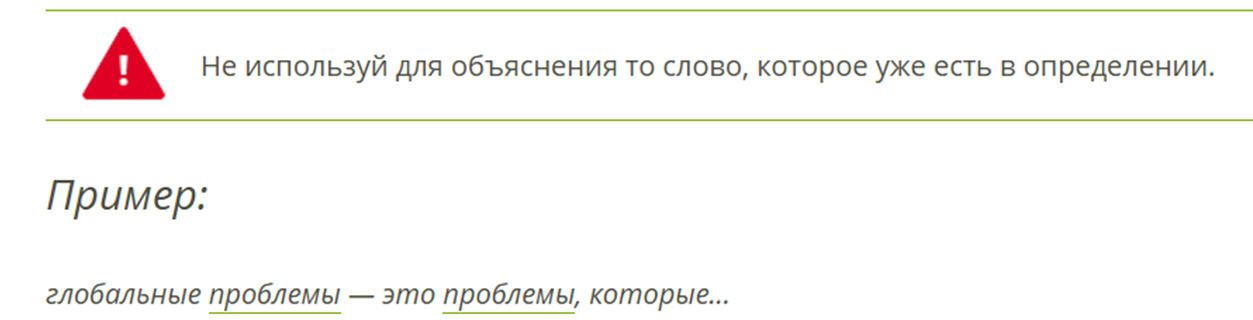 !
Не используй для объяснения то слово, которое уже есть в определении.
Пример:
глобальные проблемы — это проблемы, которые...